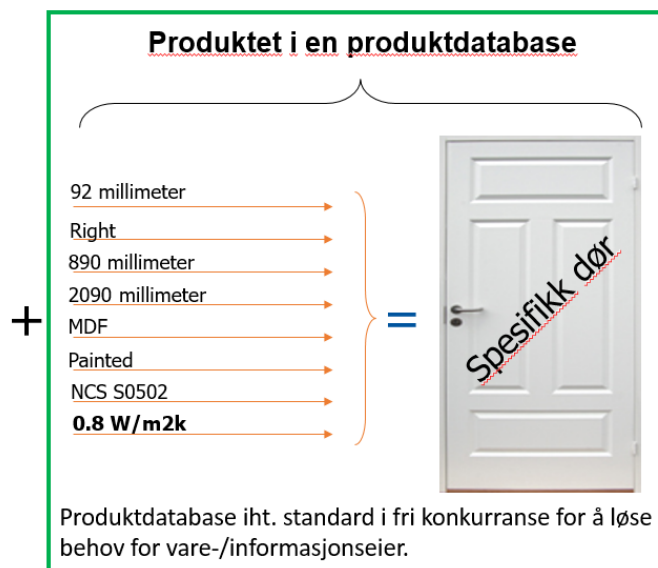 Produktet i en produktdatabase
92 millimeter
Right
890 millimeter
2090 millimeter
MDF
Painted
NCS S0502
0.8 W/m2k
+
=
Spesifikk dør
Produktdatabase iht. standard i fri konkurranse for å løse
behov for vare-/informasjonseier.